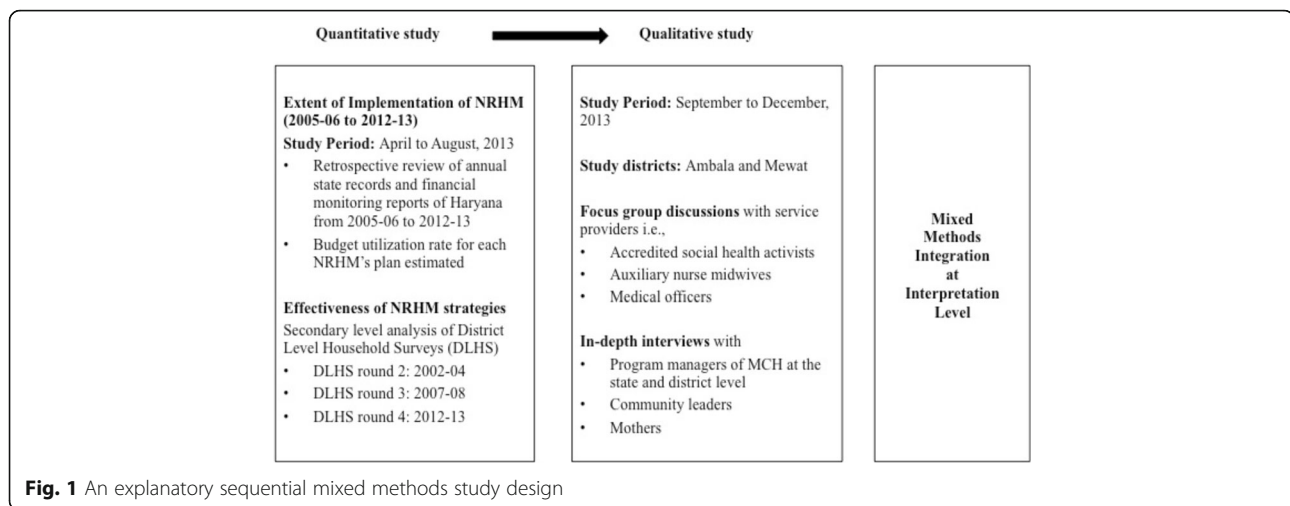 Quantitative study
Qualitative study
Extent of Implementation of NRHM
(2005-06 to 2012-13)
Study Period: April to August, 2013
• Retrospective review of annual
state records and financial
monitoring reports of Haryana
from 2005-06 to 2012-13
• Budget utilization rate for each
NRHM's plan estimated
Effectiveness of NRHM strategies
Secondary level analysis of District
Level Household Surveys (DLHS)
• DLHS round 2: 2002-04
• DLHS round 3: 2007-08
• DLHS round 4: 2012-13
Study Period: September to December,
2013
Study districts: Ambala and Mewat
Focus group discussions with service
providers i.e.,
• Accredited social health activists
• Auxiliary nurse midwives
• Medical officers
In-depth interviews with
• Program managers of MCH at the
state and district level
• Community leaders
• Mothers
Mixed
Methods
Integration
at
Interpretation
Level
Fig. 1 An explanatory sequential mixed methods study design